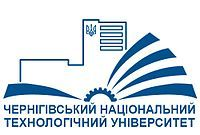 ЧЕРНІГІВСЬКИЙ НАЦІОНАЛЬНИЙ
ТЕХНОЛОГІЧНИЙ УНІВЕРСИТЕТ